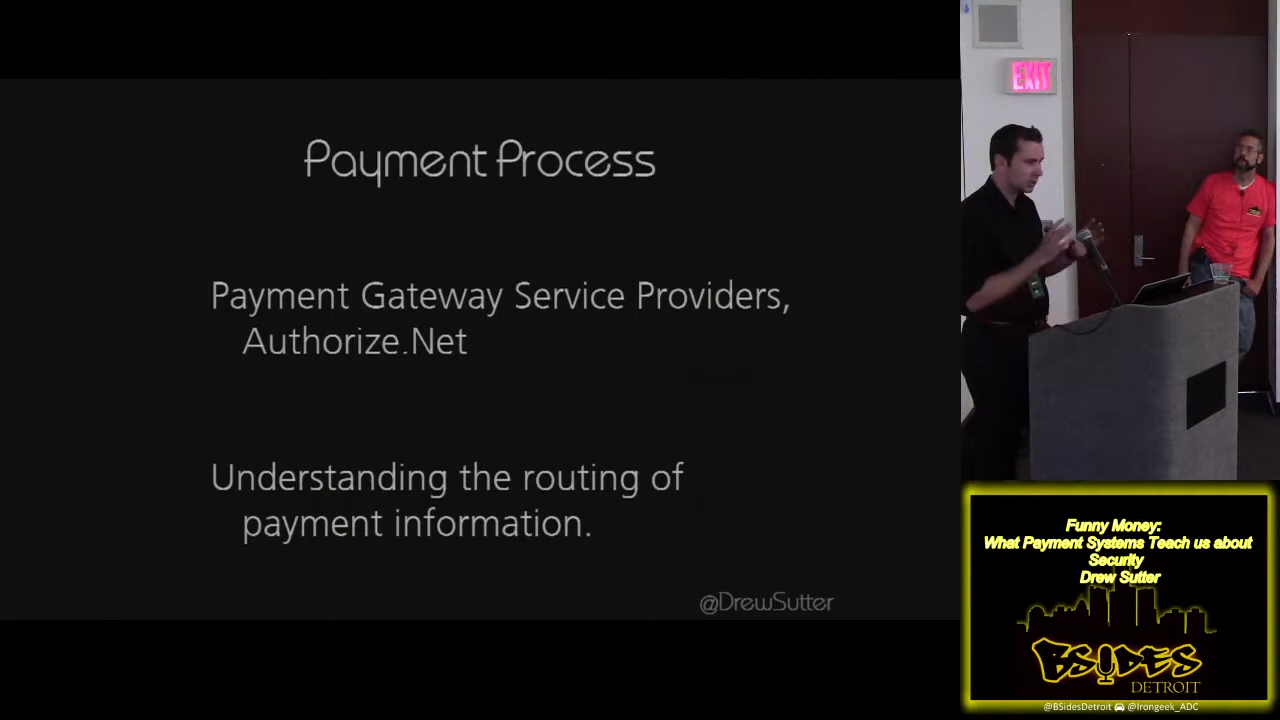 Payment Process
Payment Gateway Service Providers,
Authorize.Net
Understanding the routing of
payment information.
@DrewSutter
EXIT
Funny Money:
What Payment Systems Teach us about
Security
Drew Sutter
BSIDES
DETROIT
@BSidesDetroit @Irongeek_ADC